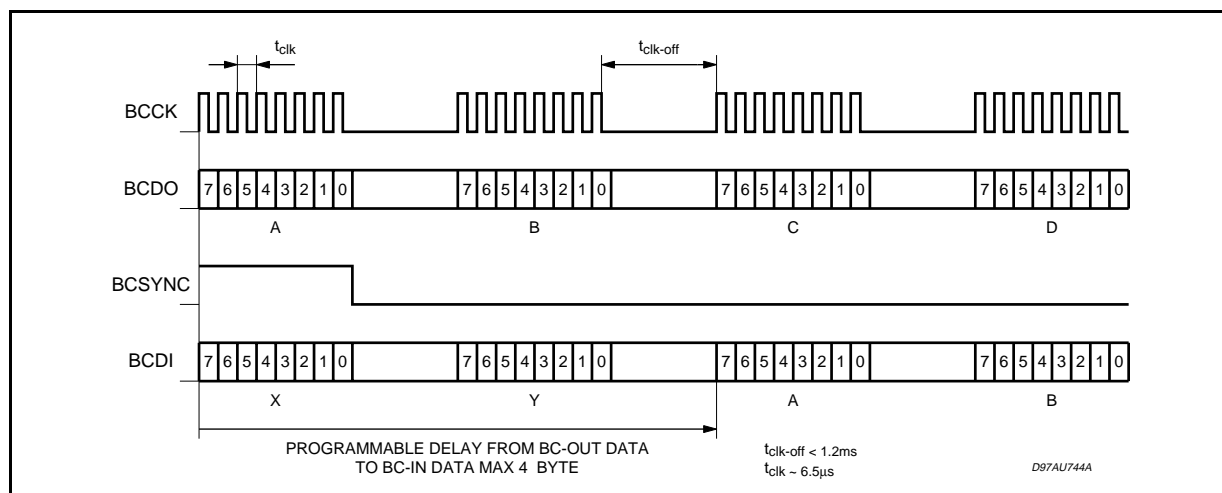 tclk
tclk-off
BCCK
BCDO
7 6 5 4 3 2 1 0 7 6 5 4 3 2 1 0 7 6 5 4 3 2 1 0 7 6 5 4 3 2 1 0
A B C D
BCSYNC
BCDI
7 6 5 4 3 2 1 0 7 6 5 4 3 2 1 0 7 6 5 4 3 2 1 0 7 6 5 4 3 2 1 0
X Y A B
PROGRAMMABLE DELAY FROM BC-OUT DATA
TO BC-IN DATA MAX 4 BYTE
tclk-off < 1.2ms
tclk ~ 6.5µs
D97AU744A